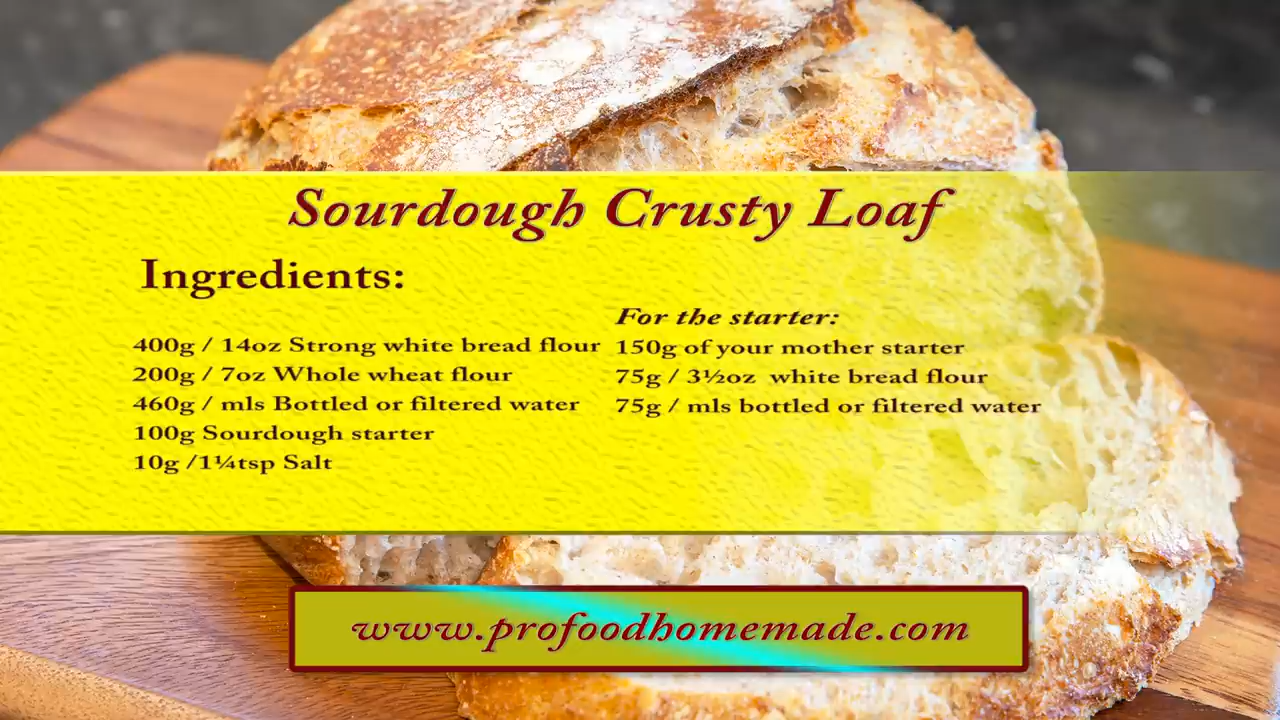 Sourdough Crusty Loaf
Ingredients:
400g / 14oz Strong white bread flour
200g / 7oz Whole wheat flour
460g / mls Bottled or filtered water
100g Sourdough starter
10g /1¼tsp Salt
For the starter:
150g of your mother starter
75g / 3½oz  white bread flour
75g / mls bottled or filtered water
www.profoodhomemade.com